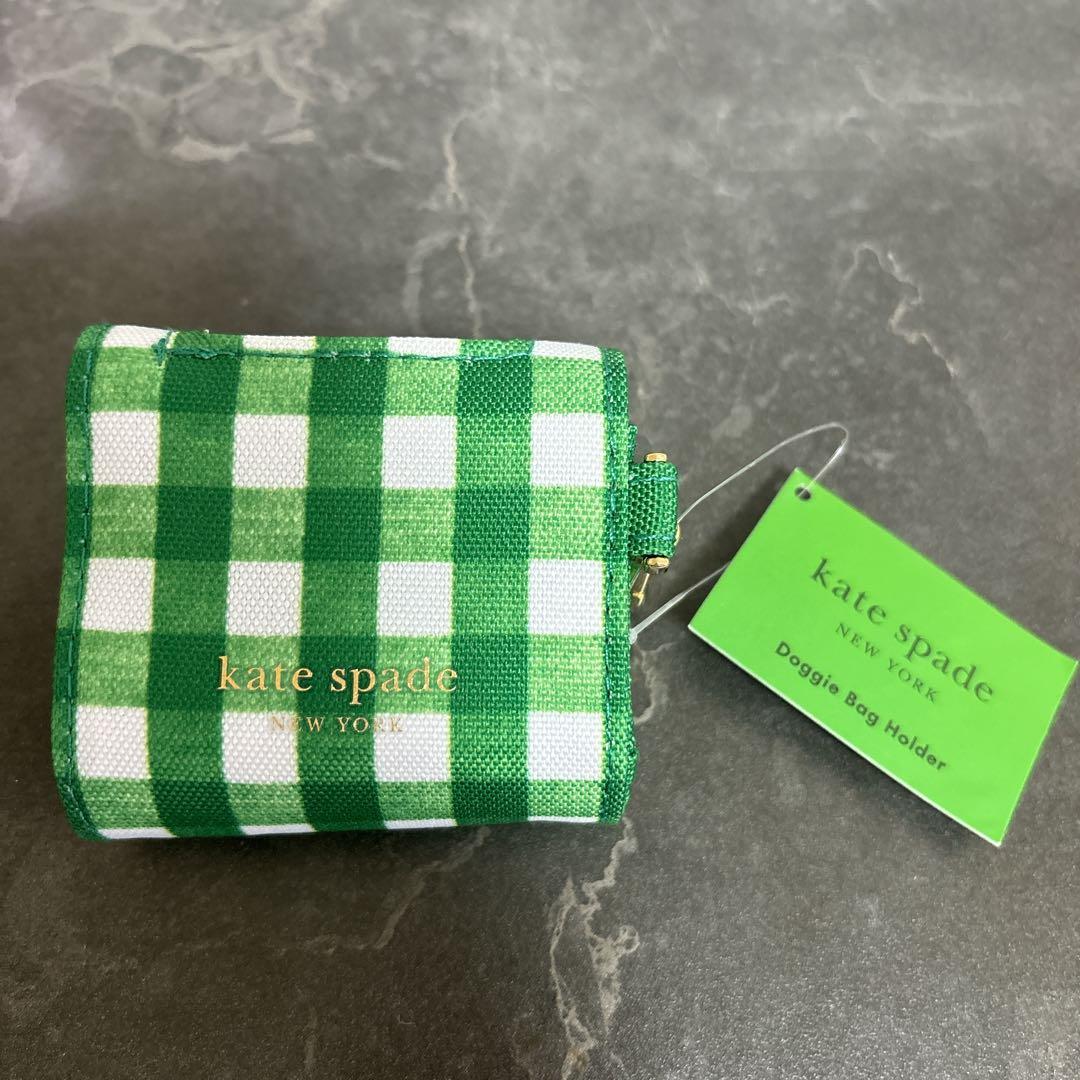 kate spade
NEW YORK
kate spade
NEW YORK
Doggie Bag Holder